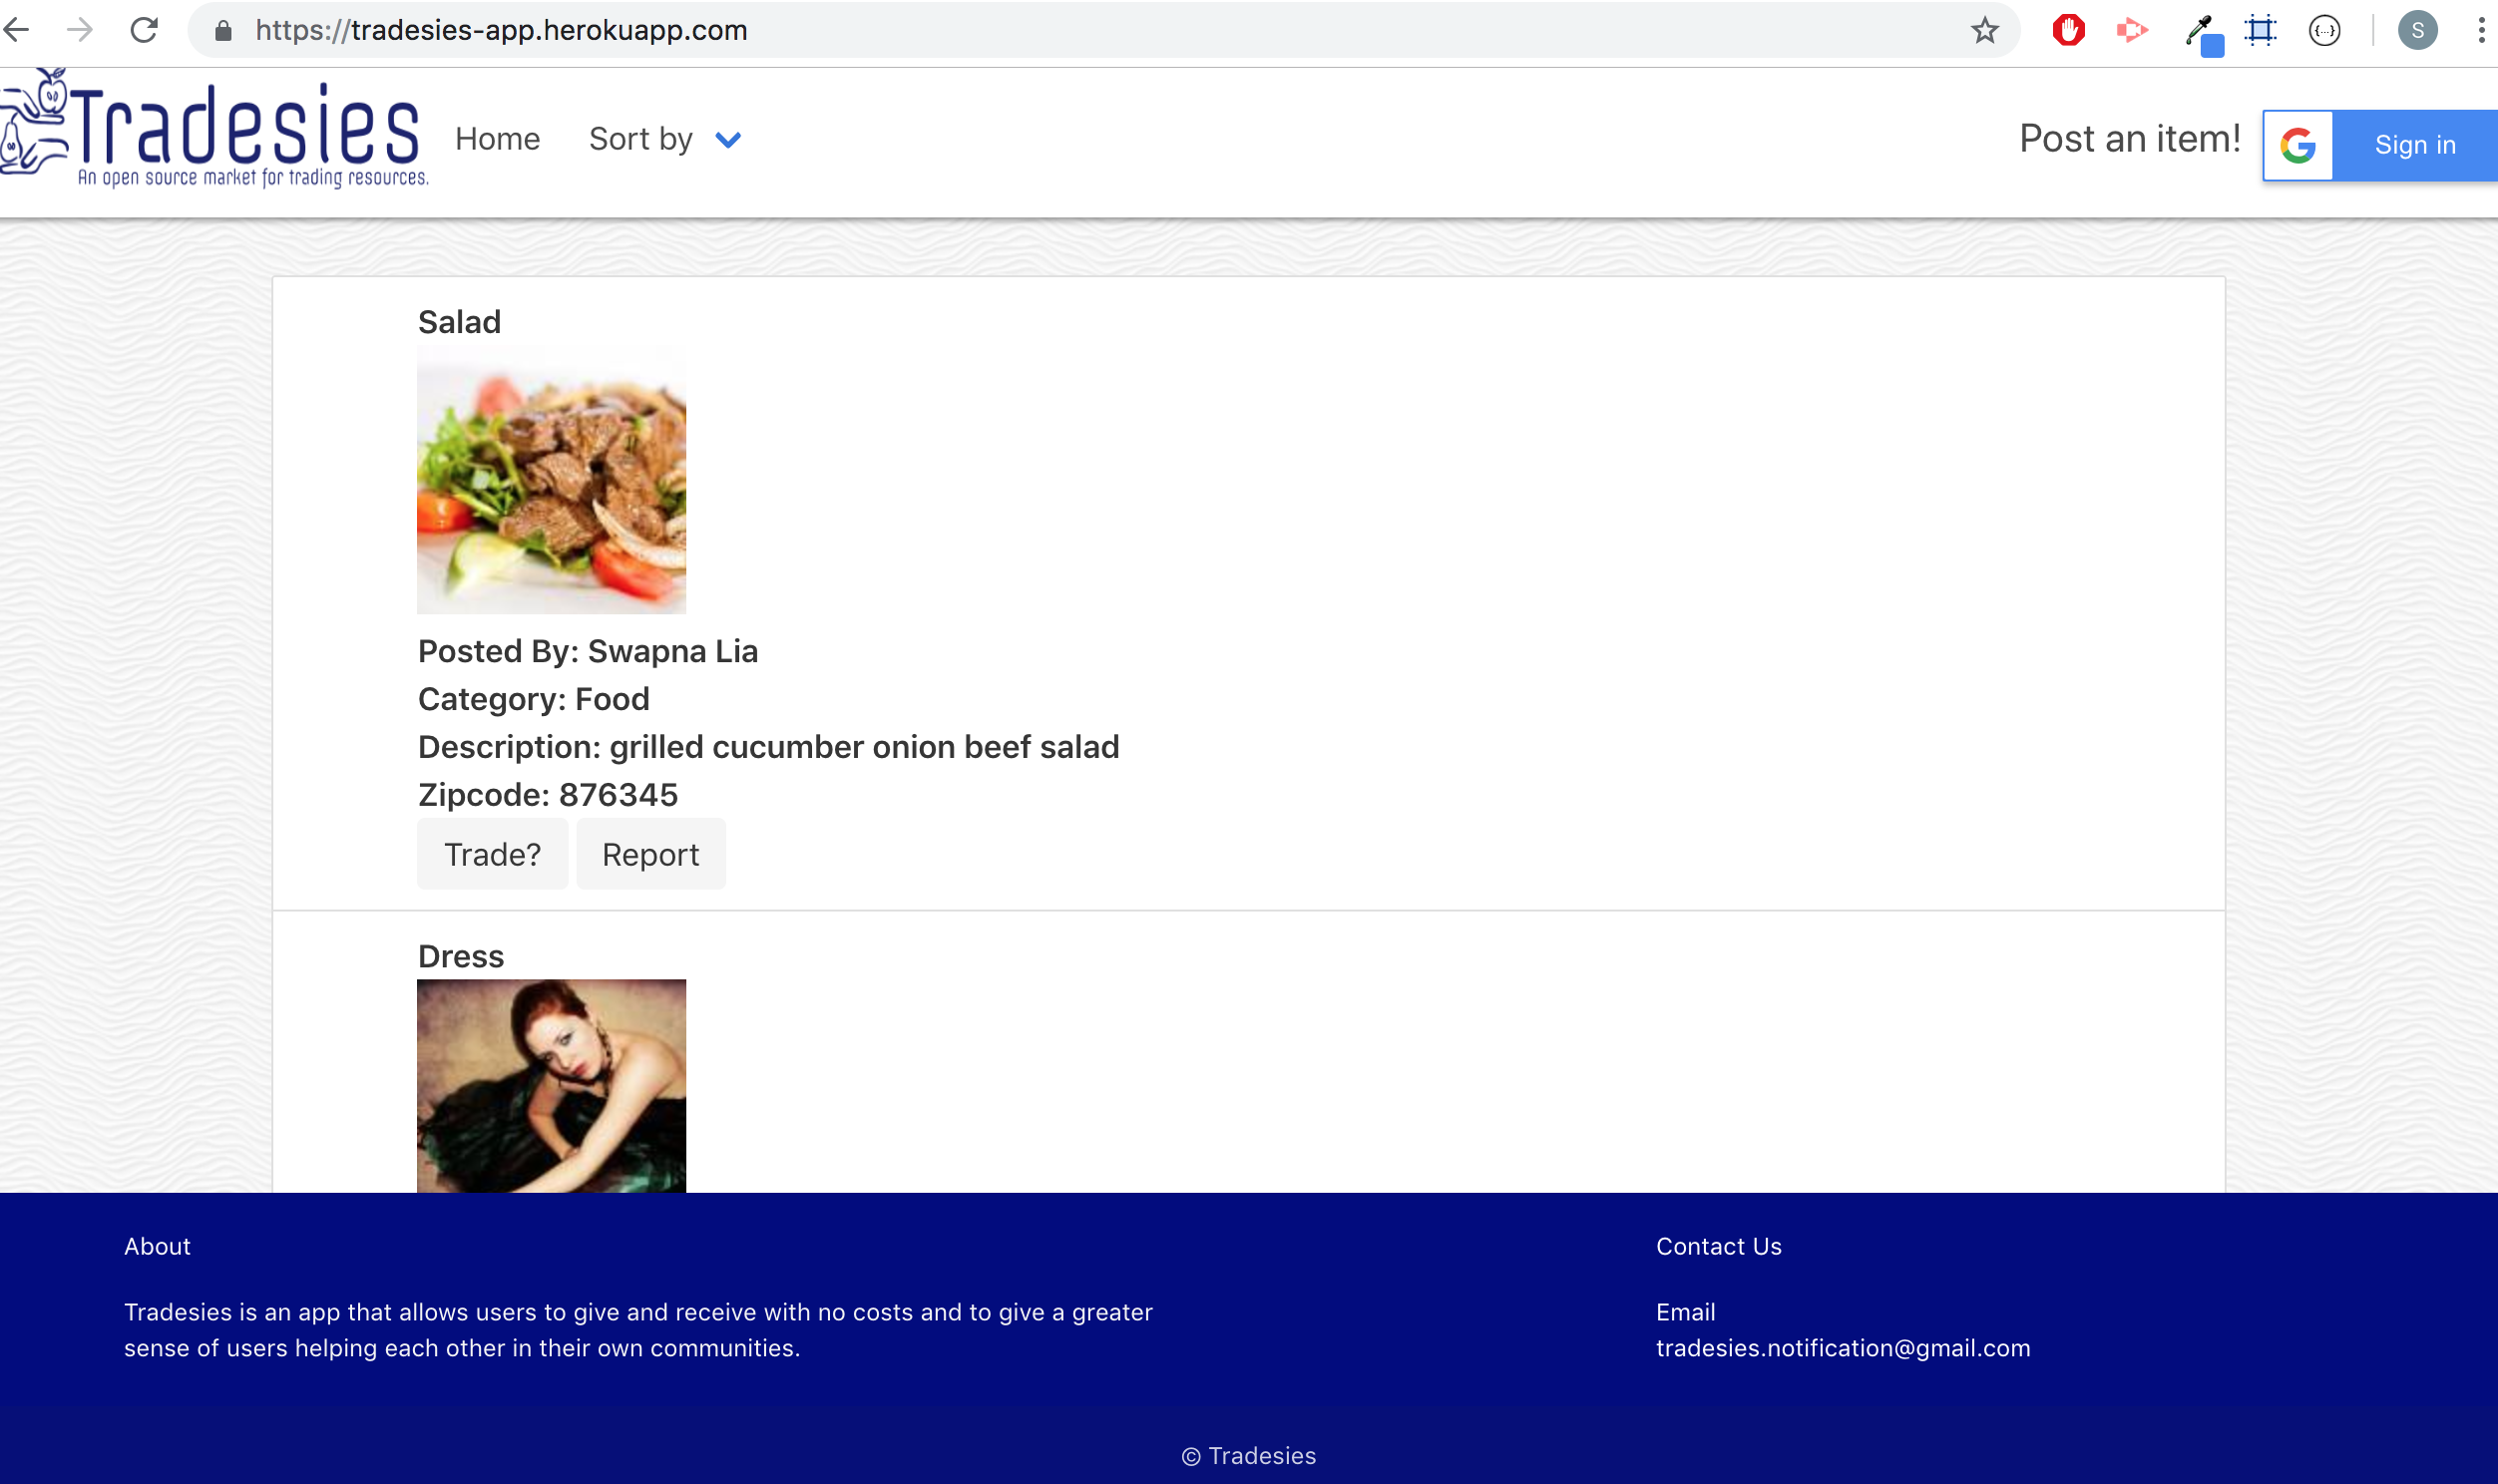 https://tradesies-app.herokuapp.com
S
Tradesies
An open source market for trading resources.
Home
Sort by
Post an item!
G
Sign in
Salad
Posted By: Swapna Lia
Category: Food
Description: grilled cucumber onion beef salad
Zipcode: 876345
Trade?
Report
Dress
About
Tradesies is an app that allows users to give and receive with no costs and to give a greater
sense of users helping each other in their own communities.
Contact Us
Email
tradesies.notification@gmail.com
© Tradesies